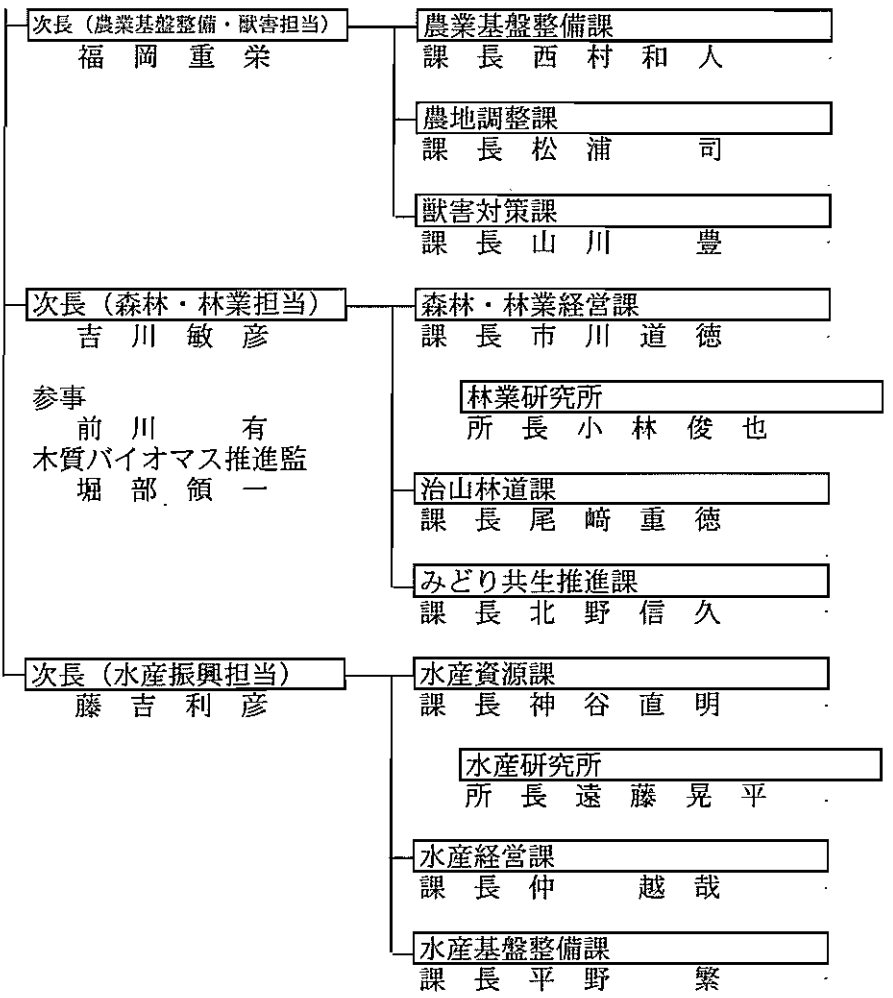 次長（農業基盤整備・獣害担当）
福岡重栄
農業基盤整備課
課長西村和人
農地調整課
課長松浦　司
獣害対策課
課長山川　豊
次長（森林・林業担当）
吉川敏彦
参事
前川　有
木質バイオマス推進監
堀部領一
森林・林業経営課
課長市川道徳
林業研究所
所長小林俊也
治山林道課
課長尾﨑重徳
みどり共生推進課
課長北野信久
次長（水産振興担当）
藤吉利彦
水産資源課
課長神谷直明
水産研究所
所長遠藤晃平
水産経営課
課長仲　越哉
水産基盤整備課
課長平野　繁